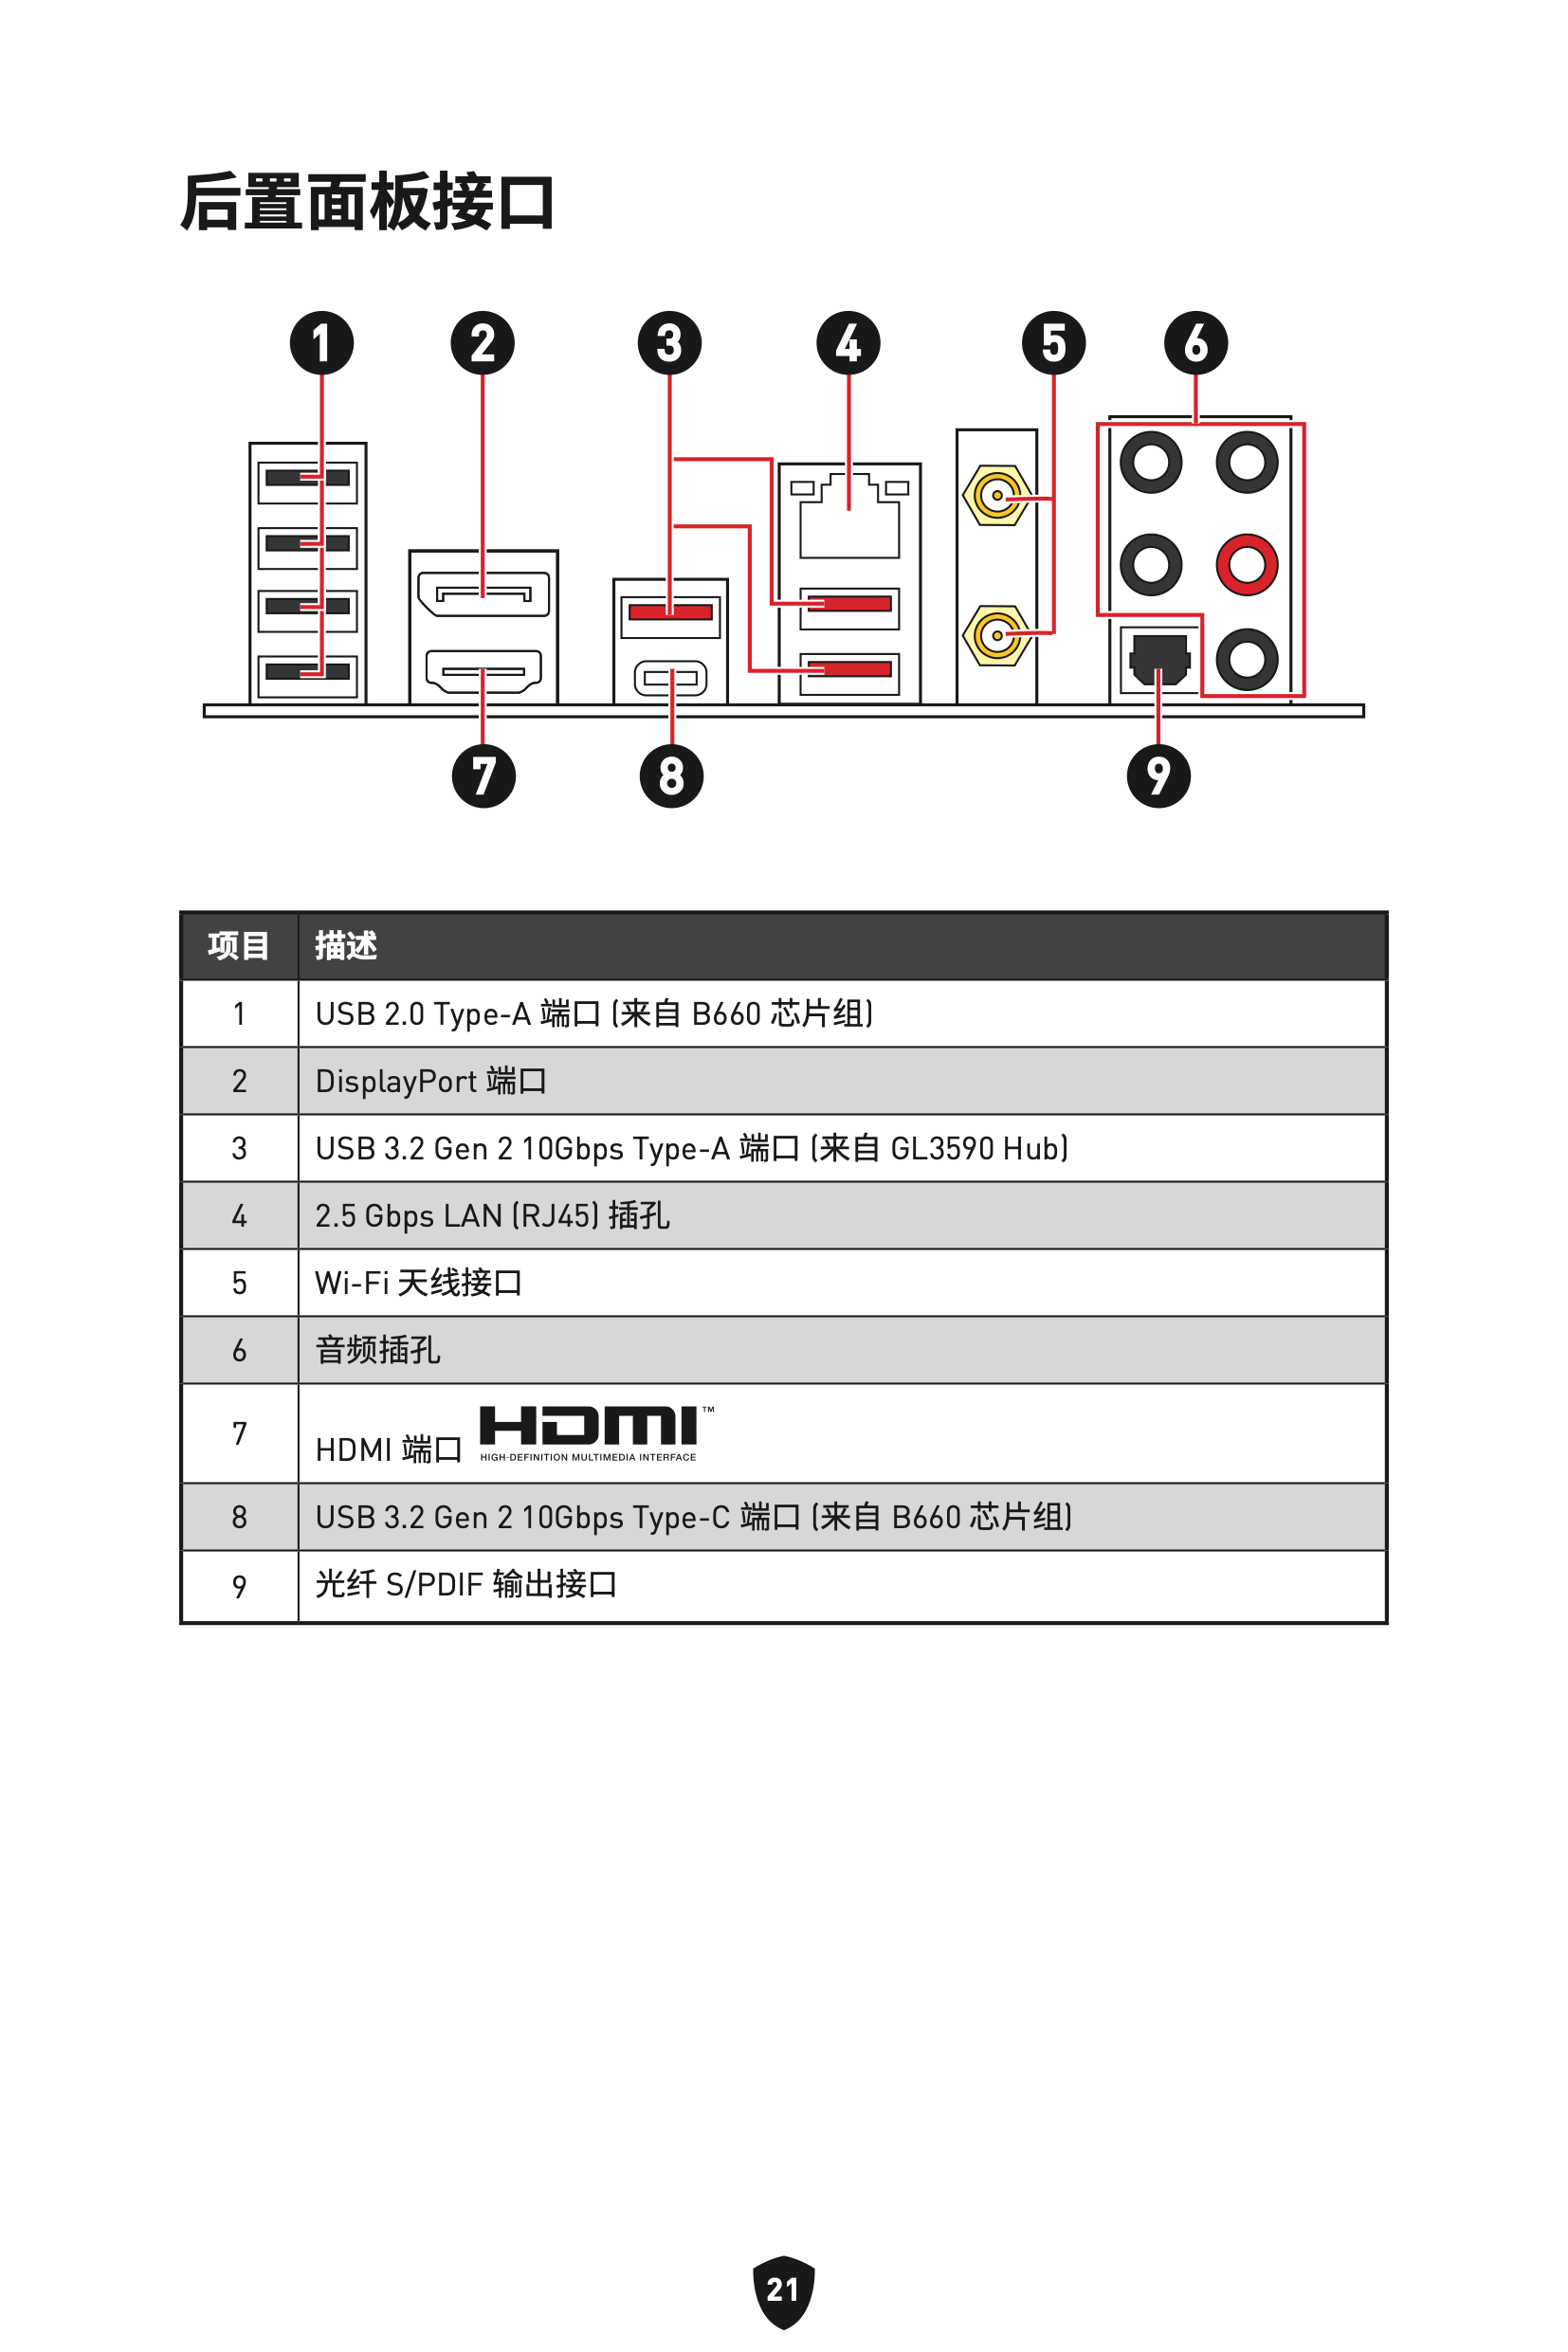 后置面板接口
1 2 3 4 5 6
7 8 9
项目 描述
1 USB 2.0 Type-A 端口 (来自 B660 芯片组)
2 DisplayPort 端口
3 USB 3.2 Gen 2 10Gbps Type-A 端口 (来自 GL3590 Hub)
4 2.5 Gbps LAN (RJ45) 插孔
5 Wi-Fi 天线接口
6 音频插孔
7 HDMI 端口 HDMI™
HIGH-DEFINITION MULTIMEDIA INTERFACE
8 USB 3.2 Gen 2 10Gbps Type-C 端口 (来自 B660 芯片组)
9 光纤 S/PDIF 输出接口
21